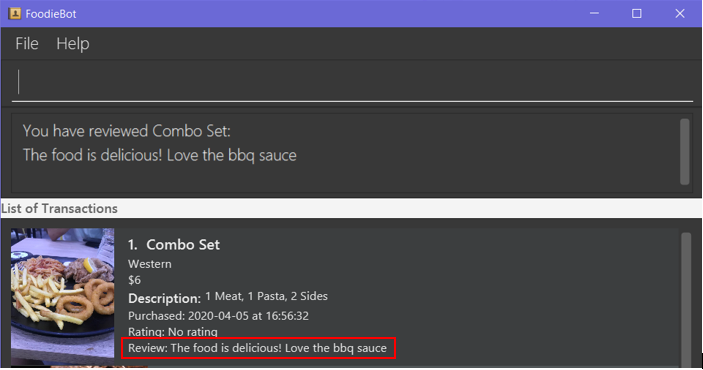 FoodieBot
File Help
You have reviewed Combo Set:
The food is delicious! Love the bbq sauce
List of Transactions
1. Combo Set
Western
$6
Description: 1 Meat, 1 Pasta, 2 Sides
Purchased: 2020-04-05 at 16:56:32
Rating: No rating
Review: The food is delicious! Love the bbq sauce